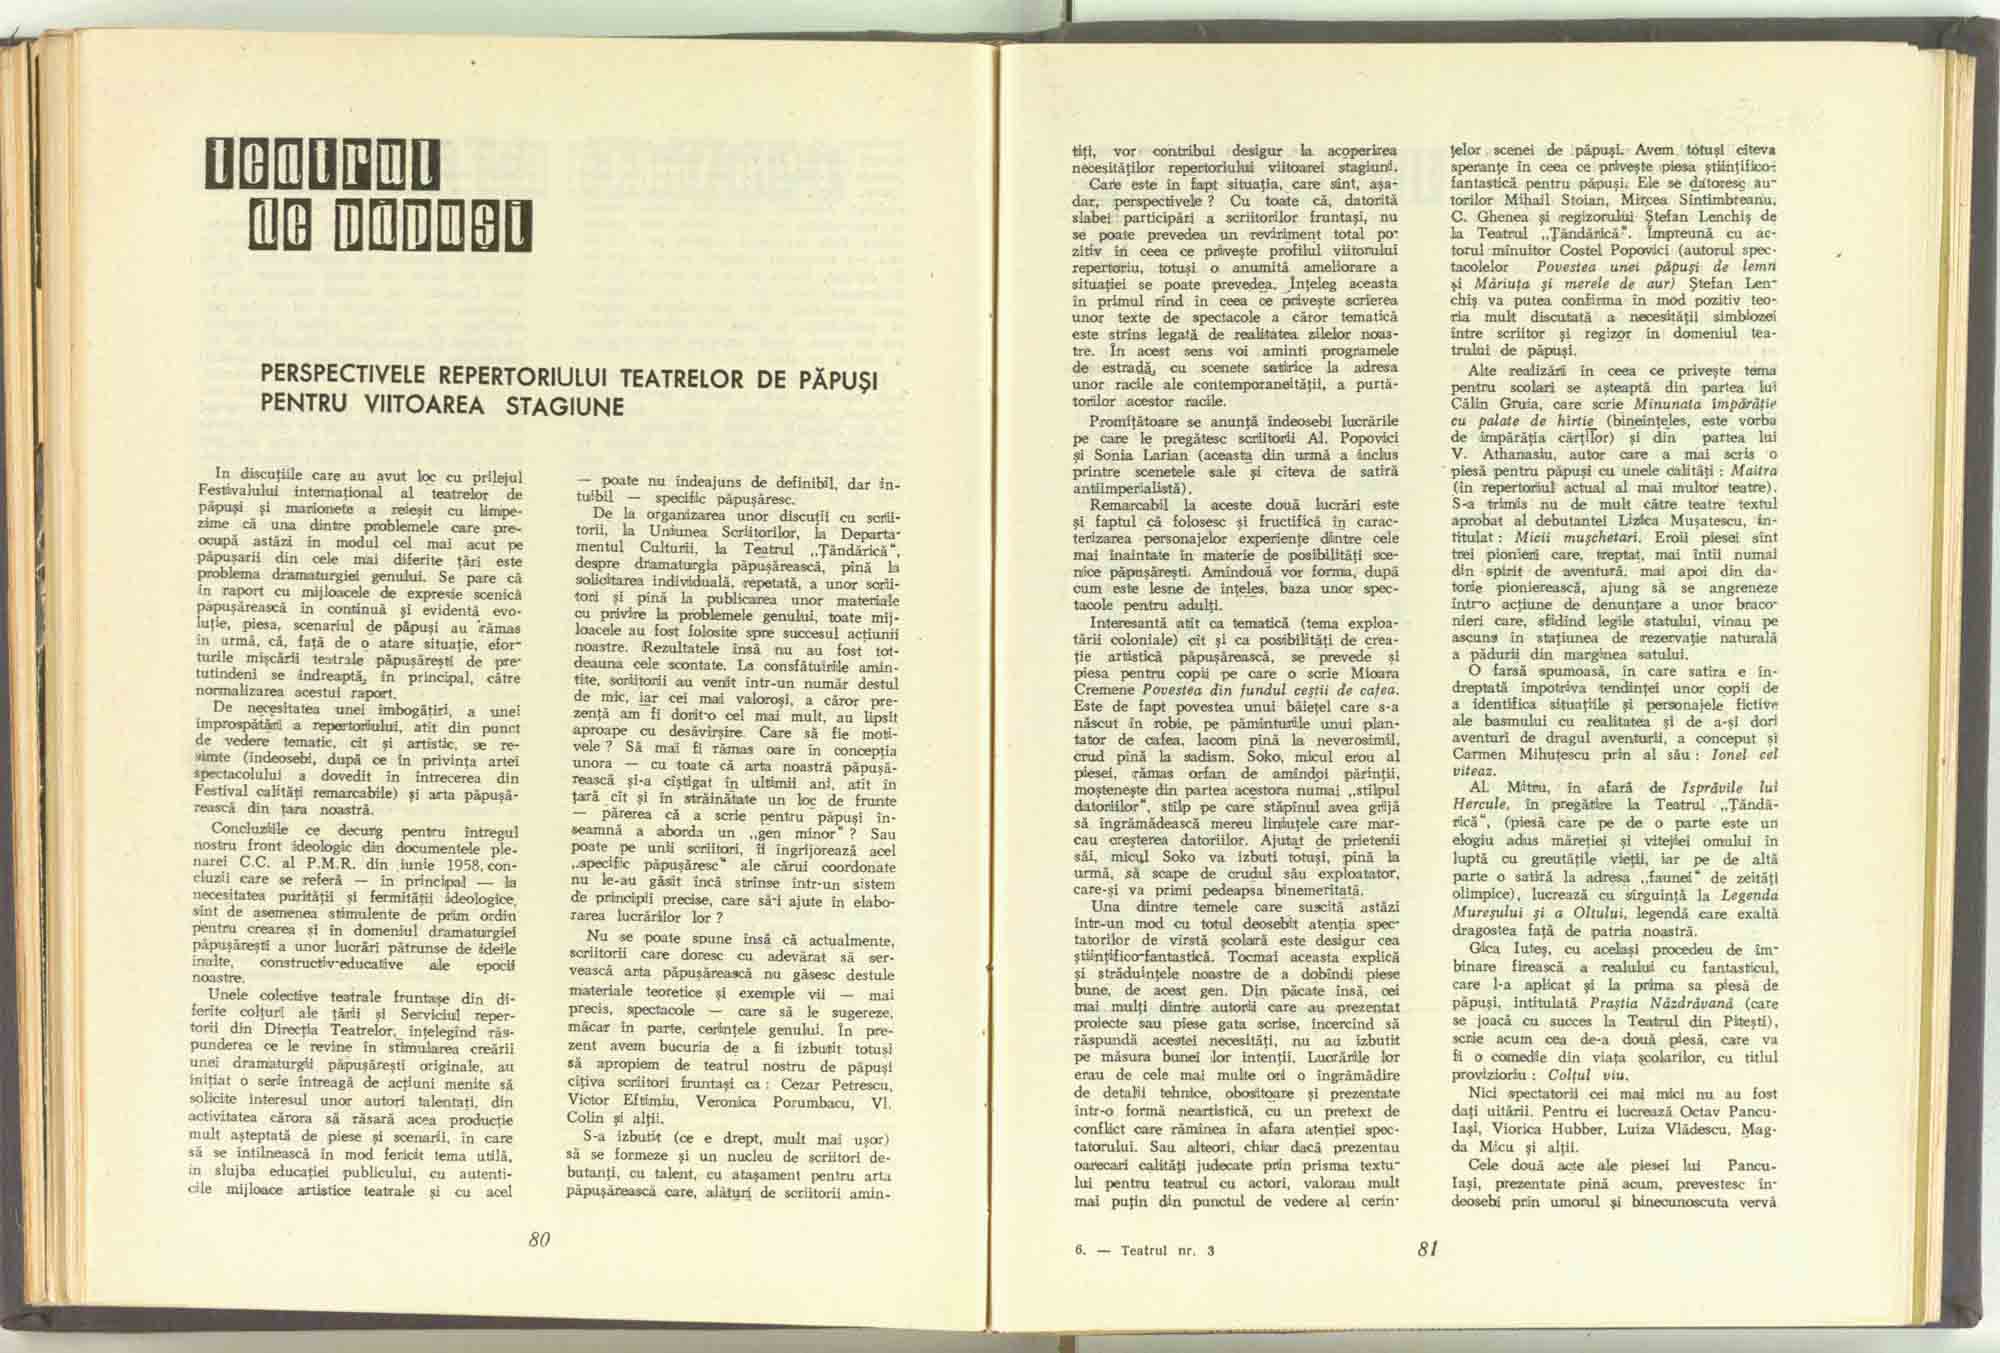 teatrul
de păpuși
PERSPECTIVELE REPERTORIULUI TEATRELOR DE PĂPUȘI
PENTRU VIITOAREA STAGIUNE
In discuțiile care au avut loc cu prilejul
Festivalului internațional al teatrelor de
păpuși și marionete a reieșit cu limpe-
zime că una dintre problemele care pre-
ocupă astăzi în modul cel mai acut pe
păpușarii din cele mai diferite țări este
problema dramaturgiei genului. Se pare că
în raport cu mijloacele de expresie scenică
păpușărească în continuă și evidentă evo-
luție, piesa, scenariul de păpuși au rămas
în urmă, că, față de o atare situație, efor-
turile mișcării teatrale păpușărești de pre-
tutindeni se îndreaptă, în principal, către
normalizarea acestui raport.
De necesitatea unei îmbogățiri, a unei
împrospătări a repertoriului, atît din punct
de vedere tematic, cît și artistic, se re-
simte (îndeosebi, după ce în privința artei
spectacolului a dovedit în întrecerea din
Festival calități remarcabile) și arta păpușă-
rească din țara noastră.
Concluziile ce decurg pentru întregul
nostru front ideologic din documentele ple-
narei C.C. al P.M.R. din iunie 1958, con-
cluzii care se referă — în principal — la
necesitatea purității și fermității ideologice,
sînt de asemenea stimulente de prim ordin
pentru crearea și în domeniul dramaturgiei
păpușărești a unor lucrări pătrunse de ideile
înalte, constructiv-educative ale epocii
noastre.
Unele colective teatrale fruntașe din di-
ferite colțuri ale țării și Serviciul reper-
torii din Direcția Teatrelor, înțelegînd răs-
punderea ce le revine în stimularea creării
unei dramaturgii păpușărești originale, au
inițiat o serie întreagă de acțiuni menite să
solicite interesul unor autori talentați, din
activitatea cărora să răsară acea producție
mult așteptată de piese și scenarii, în care
să se întîlnească în mod fericit tema utilă,
în slujba educației publicului, cu autenti-
cile mijloace artistice teatrale și cu acel
— poate nu îndeajuns de definibil, dar in-
tuibil — specific păpușăresc.
De la organizarea unor discuții cu scrii-
torii, la Uniunea Scriitorilor, la Departa-
mentul Culturii, la Teatrul „Țăndărică“,
despre dramaturgia păpușărească, pînă la
solicitarea individuală, repetată, a unor scrii-
tori și pînă la publicarea unor materiale
cu privire la problemele genului, toate mij-
loacele au fost folosite spre succesul acțiunii
noastre. Rezultatele însă nu au fost tot-
deauna cele scontate. La consfătuirile amin-
tite, scriitorii au venit într-un număr destul
de mic, iar cei mai valoroși, a căror pre-
zență am fi dorit-o cel mai mult, au lipsit
aproape cu desăvîrșire. Care să fie moti-
vele ? Să mai fi rămas oare în concepția
unora — cu toate că arta noastră păpușă-
rească și-a cîștigat în ultimii ani, atît în
țară cît și în străinătate un loc de frunte
— părerea că a scrie pentru păpuși în-
seamnă a aborda un „gen minor“ ? Sau
poate pe unii scriitori, îi îngrijorează acel
„specific păpușăresc“ ale cărui coordonate
nu le-au găsit încă strînse într-un sistem
de principii precise, care să-i ajute în elabo-
rarea lucrărilor lor ?
Nu se poate spune însă că actualmente,
scriitorii care doresc cu adevărat să ser-
vească arta păpușărească nu găsesc destule
materiale teoretice și exemple vii — mai
precis, spectacole — care să le sugereze,
măcar în parte, cerințele genului. În pre-
zent avem bucuria de a fi izbutit totuși
să apropiem de teatrul nostru de păpuși
cîțiva scriitori fruntași ca : Cezar Petrescu,
Victor Eftimiu, Veronica Porumbacu, Vl.
Colin și alții.
S-a izbutit (ce e drept, mult mai ușor)
să se formeze și un nucleu de scriitori de-
butanți, cu talent, cu atașament pentru arta
păpușărească care, alături de scriitorii amin-
80
tiți, vor contribui desigur la acoperirea
necesităților repertoriului viitoarei stagiuni.
Care este în fapt situația, care sînt, așa-
dar, perspectivele ? Cu toate că, datorită
slabei participări a scriitorilor fruntași, nu
se poate prevedea un reviriment total po-
zitiv în ceea ce privește profilul viitorului
repertoriu, totuși o anumită ameliorare a
situației se poate prevedea. Înțeleg aceasta
în primul rînd în ceea ce privește scrierea
unor texte de spectacole a căror tematică
este strîns legată de realitatea zilelor noas-
tre. În acest sens voi aminti programele
de estradă, cu scenete satirice la adresa
unor racile ale contemporaneității, a purtă-
torilor acestor racile.
Promițătoare se anunță îndeosebi lucrările
pe care le pregătesc scriitorii Al. Popovici
și Sonia Larian (aceasta din urmă a inclus
printre scenetele sale și cîteva de satiră
antiimperialistă).
Remarcabil la aceste două lucrări este
și faptul că folosesc și fructifică în carac-
terizarea personajelor experiențe dintre cele
mai înaintate în materie de posibilități sce-
nice păpușărești. Amîndouă vor forma, după
cum este lesne de înțeles, baza unor spec-
tacole pentru adulți.
Interesantă atît ca tematică (tema exploa-
tării coloniale) cît și ca posibilități de crea-
ție artistică păpușărească, se prevede și
piesa pentru copii pe care o scrie Mioara
Cremene Povestea din fundul ceștii de cafea.
Este de fapt povestea unui băiețel care s-a
născut în robie, pe pămînturile unui plan-
tator de cafea, lacom pînă la neverosimil,
crud pînă la sadism. Soko, micul erou al
piesei, rămas orfan de amîndoi părinții,
moștenește din partea acestora numai „stîlpul
datoriilor“, stîlp pe care stăpînul avea grijă
să îngrămădească mereu liniuțele care mar-
cau creșterea datoriilor. Ajutat de prietenii
săi, micul Soko va izbuti totuși, pînă la
urmă, să scape de crudul său exploatator,
care-și va primi pedeapsa binemeritată.
Una dintre temele care suscită astăzi
într-un mod cu totul deosebit atenția spec-
tatorilor de vîrstă școlară este desigur cea
științifico-fantastică. Tocmai aceasta explică
și străduințele noastre de a dobîndi piese
bune, de acest gen. Din păcate însă, cei
mai mulți dintre autorii care au prezentat
proiecte sau piese gata scrise, încercînd să
răspundă acestei necesități, nu au izbutit
pe măsura bunei lor intenții. Lucrările lor
erau de cele mai multe ori o îngrămădire
de detalii tehnice, obositoare și prezentate
într-o formă neartistică, cu un pretext de
conflict care rămînea în afara atenției spec-
tatorului. Sau alteori, chiar dacă prezentau
oarecari calități judecate prin prisma textu-
lui pentru teatrul cu actori, valorau mult
mai puțin din punctul de vedere al cerin-
6. — Teatrul nr. 3
țelor scenei de păpuși. Avem totuși cîteva
speranțe în ceea ce privește piesa științifico-
fantastică pentru păpuși. Ele se datoresc au-
torilor Mihail Stoian, Mircea Sîntimbreanu,
C. Ghenea și regizorului Ștefan Lenchiș de
la Teatrul „Țăndărică“. Împreună cu ac-
torul mînuitor Costel Popovici (autorul spec-
tacolelor Povestea unei păpuși de lemn
și Măriuța și merele de aur) Ștefan Len-
chiș va putea confirma în mod pozitiv teo-
ria mult discutată a necesității simbiozei
între scriitor și regizor în domeniul tea-
trului de păpuși.
Alte realizări în ceea ce privește tema
pentru școlari se așteaptă din partea lui
Călin Gruia, care scrie Minunata împărăție
cu palate de hîrtie (bineînțeles, este vorba
de împărăția cărților) și din partea lui
V. Athanasiu, autor care a mai scris o
piesă pentru păpuși cu unele calități : Maitra
(în repertoriul actual al mai multor teatre).
S-a trimis nu de mult către teatre textul
aprobat al debutantei Lizica Mușatescu, in-
titulat : Micii mușchetari. Eroii piesei sînt
trei pionieri care, treptat, mai întîi numai
din spirit de aventură, mai apoi din da-
torie pionierească, ajung să se angreneze
într-o acțiune de denunțare a unor braco-
nieri care, sfidînd legile statului, vînau pe
ascuns în stațiunea de rezervație naturală
a pădurii din marginea satului.
O farsă spumoasă, în care satira e în-
dreptată împotriva tendinței unor copii de
a identifica situațiile și personajele fictive
ale basmului cu realitatea și de a-și dori
aventuri de dragul aventurii, a conceput și
Carmen Mihuțescu prin al său : Ionel cel
viteaz.
Al. Mitru, în afară de Isprăvile lui
Hercule, în pregătire la Teatrul „Țăndă-
rică“, (piesă care pe de o parte este un
elogiu adus măreției și vitejiei omului în
luptă cu greutățile vieții, iar pe de altă
parte o satiră la adresa „faunei“ de zeități
olimpice), lucrează cu sîrguință la Legenda
Mureșului și a Oltului, legendă care exaltă
dragostea față de patria noastră.
Gica Iuteș, cu același procedeu de îm-
binare firească a realului cu fantasticul,
care l-a aplicat și la prima sa piesă de
păpuși, intitulată Praștia Năzdrăvană (care
se joacă cu succes la Teatrul din Pitești),
scrie acum cea de-a două piesă, care va
fi o comedie din viața școlarilor, cu titlul
provizoriu : Colțul viu.
Nici spectatorii cei mai mici nu au fost
dați uitării. Pentru ei lucrează Octav Pancu-
Iași, Viorica Hubber, Luiza Vlădescu, Mag-
da Micu și alții.
Cele două acte ale piesei lui Pancu-
Iași, prezentate pînă acum, prevestesc în-
deosebi prin umorul și binecunoscuta vervă
81